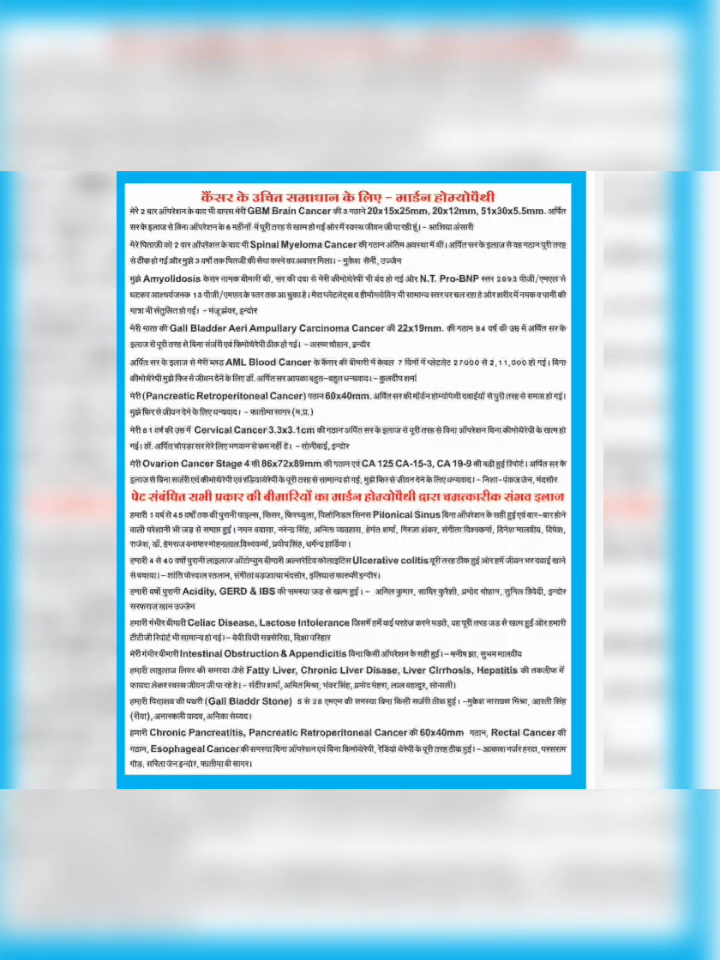 कैंसर के उचित समाधान के लिए - मार्डन होम्योपैथी
मेरे 2 बार ऑपरेशन के बाद भी वापस मेरी GBM Brain Cancer की 3 गठाने 20x15x25mm, 20x12mm, 51x30x5.5mm. अर्पित
सर के इलाज से बिना ऑपरेशन के 6 महीनों में पूरी तरह से खत्म हो गई और में स्वस्थ जीवन जी पा रही हूं। - आशिया अंसारी
मेरे पिताजी को 2 बार ऑपरेशन के बाद भी Spinal Myeloma Cancer की गठान अंतिम अवस्था में थी। अर्पित सर के इलाज से वह गठान पूरी तरह
से ठीक हो गई और मुझे 3 वर्षो तक पिताजी की सेवा करने का अवसर मिला। - मुकेश सैनी, उज्जैन
मुझे Amyolidosis कैंसर नामक बीमारी थी, सर की दवा से मेरी कीमोथेरेपी भी बंद हो गई और N.T. Pro-BNP स्तर 2893 पीजी/एमएल से
घटकर आश्चर्यजनक 13 पीजी/एमएल के स्तर तक आ चुका है। मेरा प्लेटलेट्स व हीमोग्लोबिन भी सामान्य स्तर पर चल रहा है और शरीर में नमक व पानी की
मात्रा भी संतुलित हो गई। - मंजू झंवर, इन्दौर
मेरी माता की Gall Bladder Aeri Ampullary Carcinoma Cancer की 22x19mm. की गठान 84 वर्ष की उम्र में अर्पित सर के
इलाज से पूरी तरह से बिना सर्जरी एवं किमोथेरेपी ठीक हो गई। - अरुण चौहान, इन्दौर
अर्पित सर के इलाज से मेरी ब्लड AML Blood Cancer के कैंसर की बीमारी में केवल 7 दिनों में प्लेटलेट 27000 से 2,11,000 हो गई। बिना
कीमोथेरेपी मुझे फिर से जीवन देने के लिए डॉ. अर्पित सर आपका बहुत-बहुत धन्यवाद। - कुलदीप शर्मा
मेरी (Pancreatic Retroperitoneal Cancer) गठान 60x40mm. अर्पित सर की मॉर्डन होम्योपैथी दवाईयों से पूरी तरह से समाप्त हो गई।
मुझे फिर से जीवन देने के लिए धन्यवाद। - फातीमा सागर (म.प्र.)
मेरी 81 वर्ष की उम्र में Cervical Cancer 3.3x3.1cm की गठान अर्पित सर के इलाज से पूरी तरह से बिना ऑपरेशन बिना कीमोथेरेपी के खत्म हो
गई। डॉ. अर्पित चोपड़ा सर मेरे लिए भगवान से कम नहीं है। - सोनीबाई, इन्दौर
मेरी Ovarion Cancer Stage 4 की 86x72x89mm की गठान एवं CA 125 CA-15-3, CA 19-9 की बढ़ी हुई रिपोर्ट। अर्पित सर के
इलाज से बिना सर्जरी एवं कीमोथेरेपी एवं रेडियोथेरेपी के पूरी तरह से सामान्य हो गई, मुझे फिर से जीवन देने के लिए धन्यवाद। - निशा-पंकज जैन, मंदसौर
पेट संबंधित सभी प्रकार की बीमारियों का मार्डन होम्योपैथी द्वारा चमत्कारीक संभव इलाज
हमारी 1 वर्ष से 45 वर्षो तक की पुरानी पाइल्स, फिसर, फिश्च्युला, पिलोनिडल सिनस Pilonical Sinus बिना ऑपरेशन के सही हुई एवं बार-बार होने
वाली परेशानी भी जड़ से समाप्त हुई। - नरेन्द्र सिंह, अनिता व्यवहारा, हेमंत शर्मा, गिरजा शंकर, संगीता विश्वकर्मा, दिनेश मालवीय, दिपेश,
राजेश, डॉ. हेमराज मोहनलाल विश्वकर्मा, प्रदीप सिंह, धर्मेन्द्र हार्डिया।
हमारी 4 से 40 वर्षो पुरानी लाइलाज ऑटोम्युन बीमारी अल्सरेटिव कोलाइटिस Ulcerative colitis पूरी तरह ठीक हुई और हमें जीवन भर दवाई खाने
से बचाया। - शांति पोरवाल रतलाम, संगीता बड़जात्या मंदसौर, इलियास फारुकी इन्दौर।
हमारी वर्षो पुरानी Acidity, GERD & IBS की समस्या जड़ से खत्म हुई। - अनिल कुमार, साबिर कुरैशी, प्रमोद चौहान, सुनिल त्रिवेदी, इन्दौर
सरफराज खान उज्जैन
हमारी गंभीर बीमारी Celiac Disease, Lactose Intolerance जिसमें हमें कई परहेज करने पड़ते, वह पूरी तरह जड़ से खत्म हुई और हमारी
टीटीजी रिपोर्ट भी सामान्य हो गई। - बेबी विधी सक्सेरिया, दिक्षा परिहार
मेरी गंभीर बीमारी Intestinal Obstruction & Appendicitis बिना किसी ऑपरेशन के सही हुई। - मनीष झा, सुभम मालवीय
हमारी लाइलाज लिवर की समस्या जैसे Fatty Liver, Chronic Liver Disase, Liver Cirrhosis, Hepatitis की तकलीफ में
फायदा लेकर स्वस्थ जीवन जी पा रहे है। - संदीप शर्मा, अमित मिश्रा, भंवर सिंह, प्रमोद मेहरा, लाल बहादूर, सोनाली।
हमारी पित्ताशय की पथरी (Gall Bladdr Stone) 5 से 28 एमएम की समस्या बिना किसी सर्जरी ठीक हुई। -मुकेश नारायण मिश्रा, आरती सिंह
(रीवा), अनारकली यादव, अनिका सय्यद।
हमारी Chronic Pancreatitis, Pancreatic Retroperitoneal Cancer की 60x40mm गठान, Rectal Cancer की
गठान, Esophageal Cancer की समस्या बिना ऑपरेशन एवं बिना किमोथेरेपी, रेडियो थेरेपी के पूरी तरह ठीक हुई। - आकाश गुर्जर हरदा, परसराम
गौड़, सरिता जैन इन्दौर, फातीमा बी सागर।